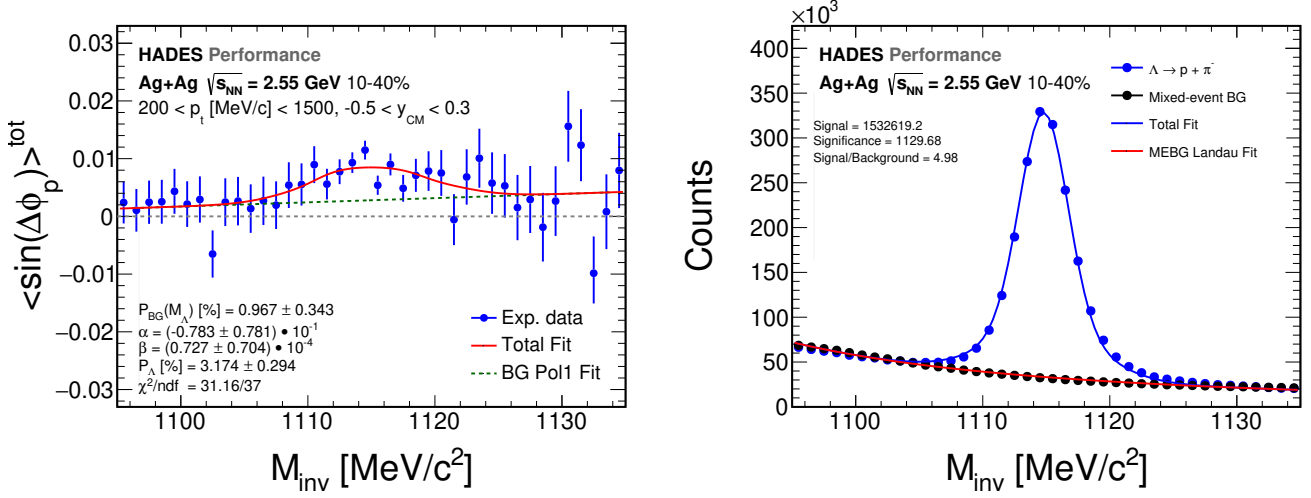 0.03
0.02
0.01
0
−0.01
−0.02
−0.03
<sin(Δϕp)>tot
HADES Performance
Ag+Ag √sNN = 2.55 GeV 10-40%
200 < pt [MeV/c] < 1500, -0.5 < yCM < 0.3
PBG(MΛ) [%] = 0.967 ± 0.343
α = (-0.783 ± 0.781) • 10-1
β = (0.727 ± 0.704) • 10-4
PΛ [%] = 3.174 ± 0.294
χ2/ndf = 31.16/37
Exp. data
Total Fit
BG Pol1 Fit
1100 1110 1120 1130
Minv [MeV/c2]
×103
400
350
300
250
200
150
100
50
0
Counts
HADES Performance
Ag+Ag √sNN = 2.55 GeV 10-40%
Signal = 1532619.2
Significance = 1129.68
Signal/Background = 4.98
Λ → p + π-
Mixed-event BG
Total Fit
MEBG Landau Fit
1100 1110 1120 1130
Minv [MeV/c2]